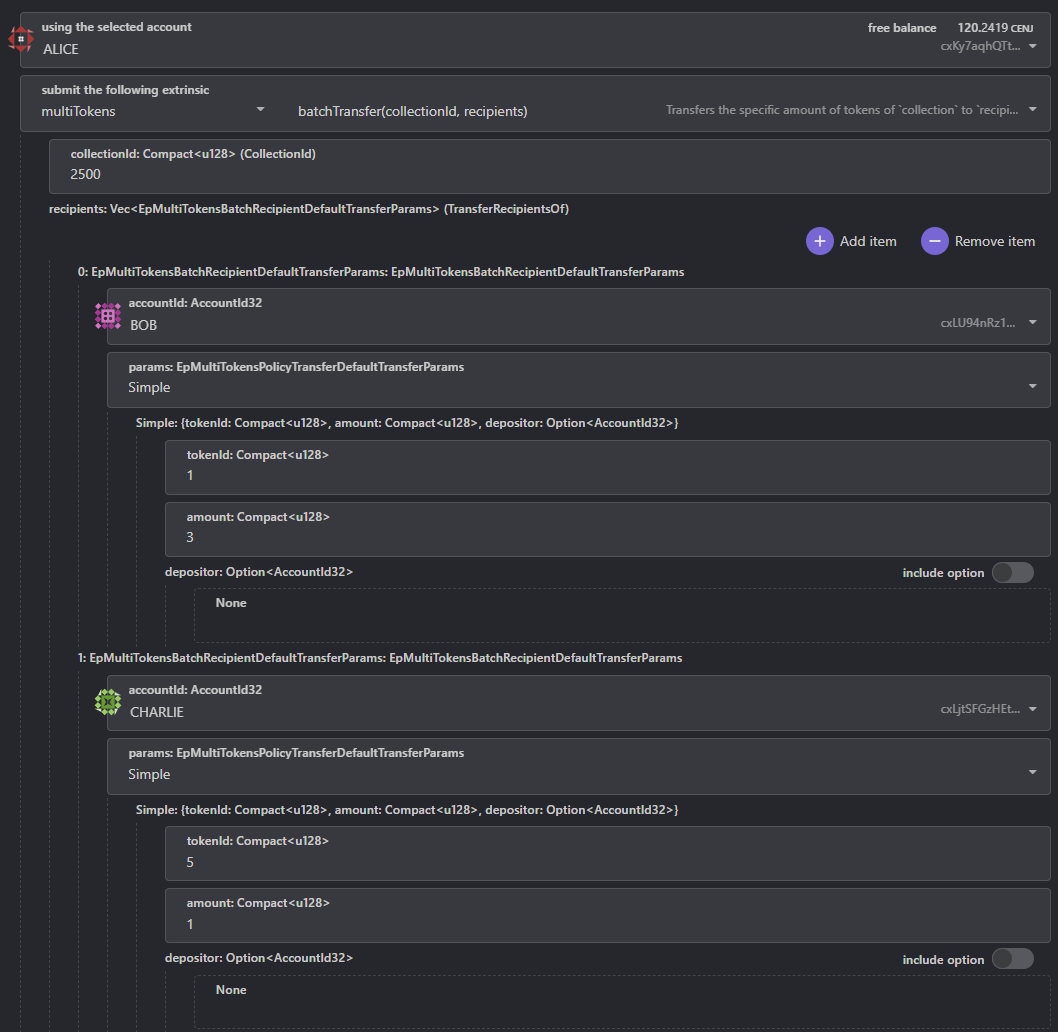 using the selected account
ALICE
free balance 120.2419 CENJ
cxKy7aqhQTt...
submit the following extrinsic
multiTokens
batchTransfer(collectionId, recipients)
Transfers the specific amount of tokens of `collection` to `recipi...
collectionId: Compact<u128> (CollectionId)
2500
recipients: Vec<EpMultiTokensBatchRecipientDefaultTransferParams> (TransferRecipientsOf)
Add item
Remove item
0: EpMultiTokensBatchRecipientDefaultTransferParams: EpMultiTokensBatchRecipientDefaultTransferParams
accountId: AccountId32
BOB
cxLU94nRz1...
params: EpMultiTokensPolicyTransferDefaultTransferParams
Simple
Simple: {tokenId: Compact<u128>, amount: Compact<u128>, depositor: Option<AccountId32>}
tokenId: Compact<u128>
1
amount: Compact<u128>
3
depositor: Option<AccountId32>
include option
None
1: EpMultiTokensBatchRecipientDefaultTransferParams: EpMultiTokensBatchRecipientDefaultTransferParams
accountId: AccountId32
CHARLIE
cxLjtSFGzHEt...
params: EpMultiTokensPolicyTransferDefaultTransferParams
Simple
Simple: {tokenId: Compact<u128>, amount: Compact<u128>, depositor: Option<AccountId32>}
tokenId: Compact<u128>
5
amount: Compact<u128>
1
depositor: Option<AccountId32>
include option
None